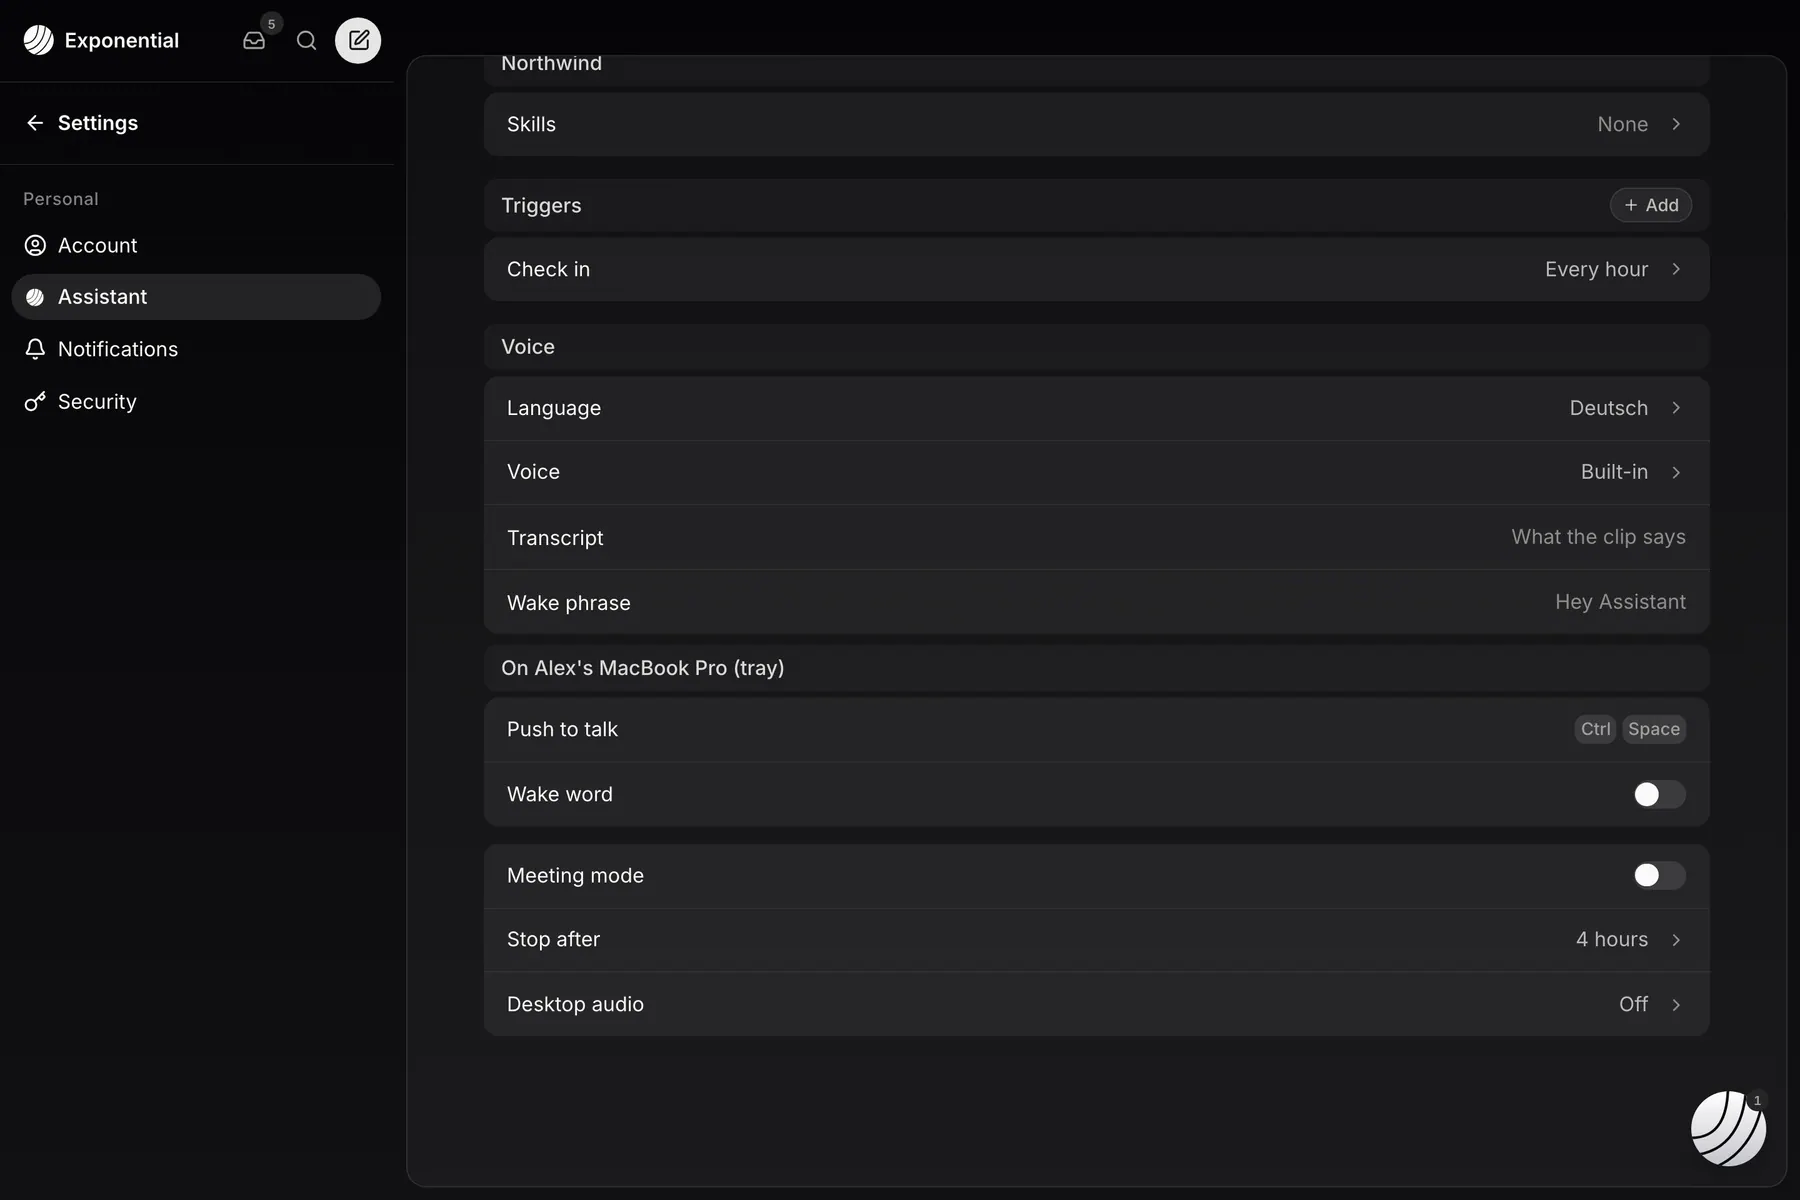 Exponential
5
Settings
Personal
Account
Assistant
Notifications
Security
Northwind
Skills None
Triggers + Add
Check in Every hour
Voice
Language Deutsch
Voice Built-in
Transcript What the clip says
Wake phrase Hey Assistant
On Alex's MacBook Pro (tray)
Push to talk Ctrl Space
Wake word
Meeting mode
Stop after 4 hours
Desktop audio Off
1